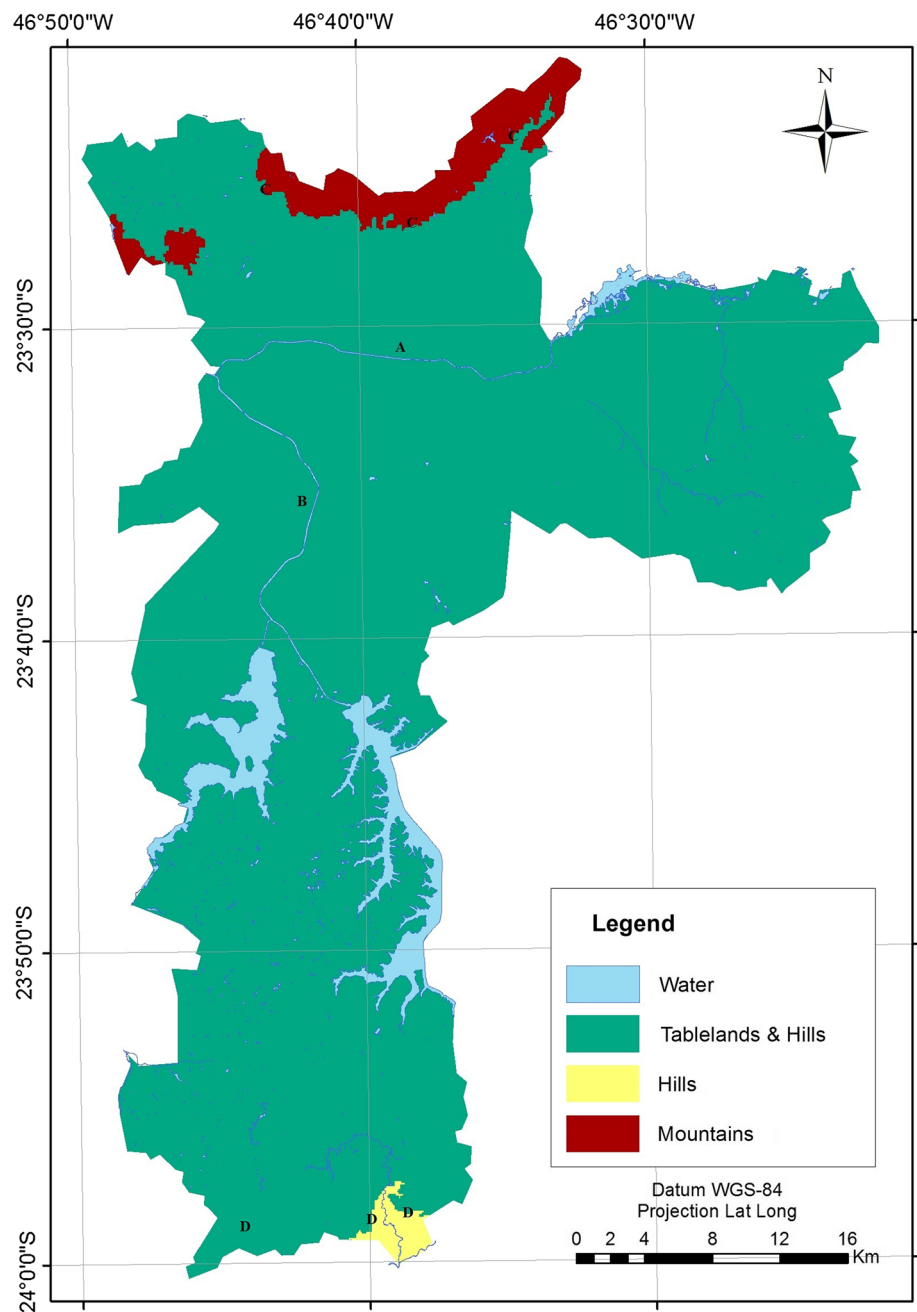 46°50'0"W 46°40'0"W 46°30'0"W
N
C
C
C
23°30'0"S
A
B
23°40'0"S
23°50'0"S
Legend
Water
Tablelands & Hills
Hills
Mountains
Datum WGS-84
Projection Lat Long
D
D
D
0 2 4 8 12 16
Km
24°0'0"S